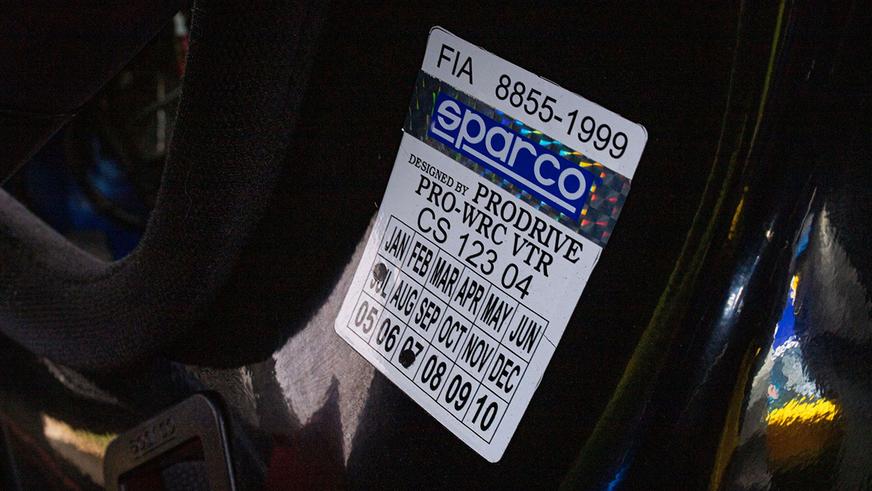 FIA 8855-1999
sparco
DESIGNED BY PRODRIVE
PRO-WRC VTR
CS 123 04
JAN FEB MAR APR MAY JUN
JUL AUG SEP OCT NOV DEC
05 06 07 08 09 10
SPARCO